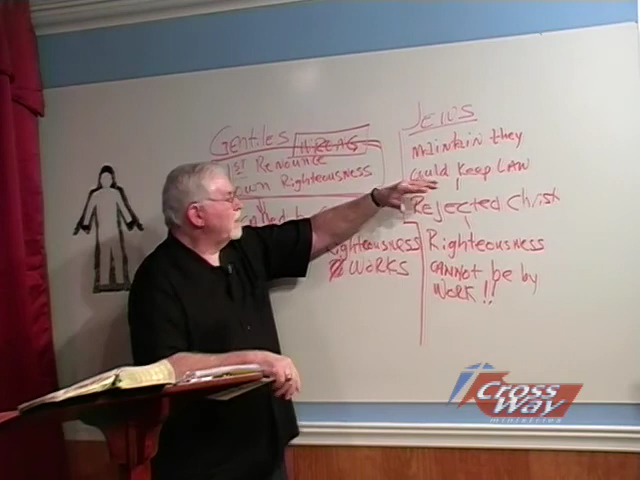 Gentiles
1ST Renounce
own Righteousness
Righteousness
WORKS
Jews
maintain they
Could Keep LAW
Rejected Christ
Righteousness
CANNOT be by
WORK!!
Cross
Way
ministries